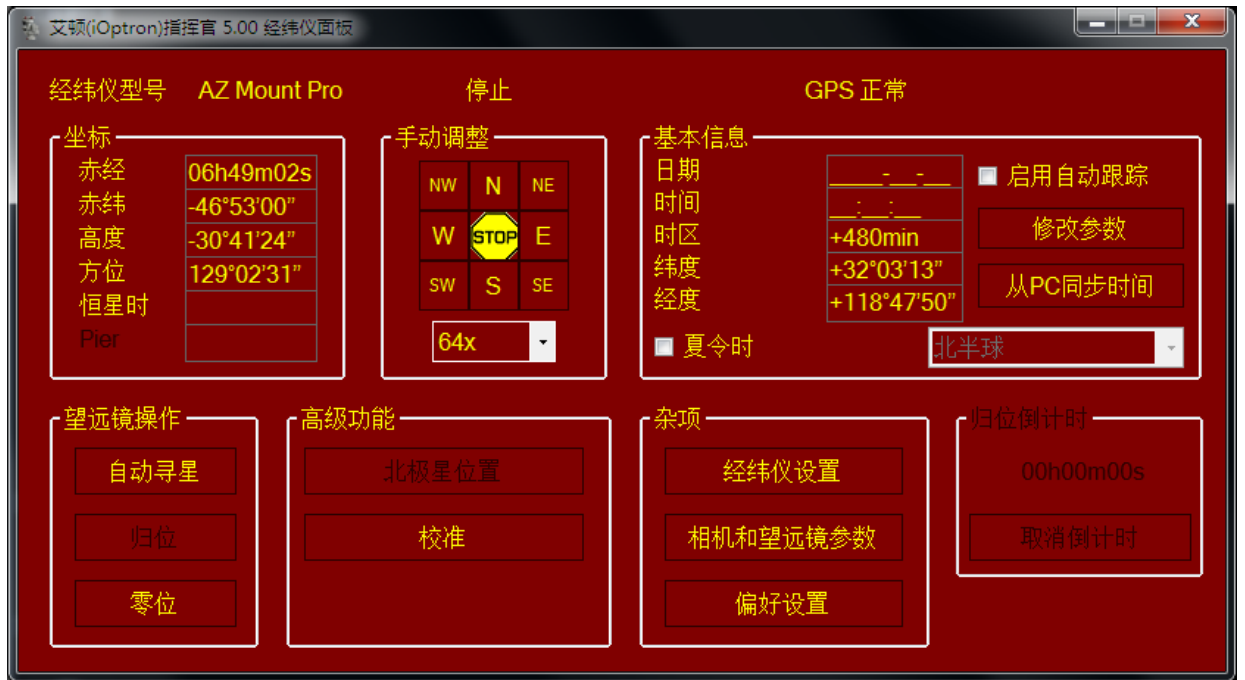 艾顿(iOptron)指挥官 5.00 经纬仪面板
经纬仪型号 AZ Mount Pro 停止 GPS 正常
坐标
赤经 06h49m02s
赤纬 -46°53'00"
高度 -30°41'24"
方位 129°02'31"
恒星时
Pier
手动调整
NW N NE
W STOP E
SW S SE
64x
基本信息
日期 ____-__-__
时间 __:__:__
时区 +480min
纬度 +32°03'13"
经度 +118°47'50"
启用自动跟踪
修改参数
从PC同步时间
夏令时
北半球
望远镜操作
自动寻星
归位
零位
高级功能
北极星位置
校准
杂项
经纬仪设置
相机和望远镜参数
偏好设置
归位倒计时
00h00m00s
取消倒计时